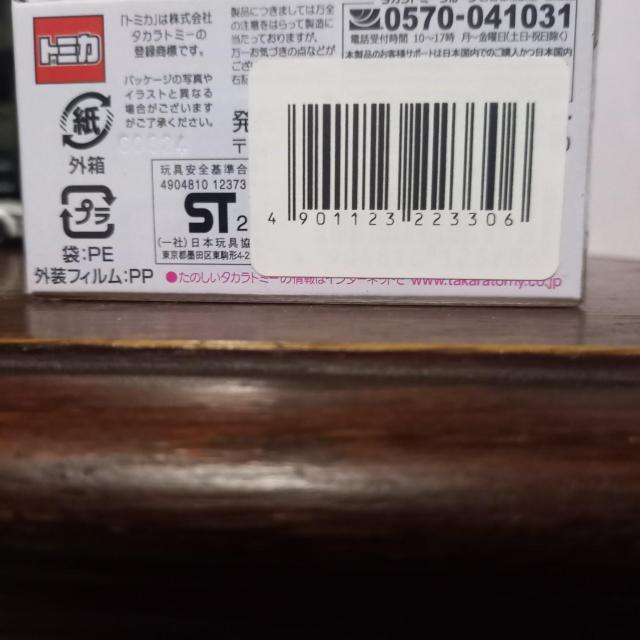 トミカ
「トミカ」は株式会社
タカラトミーの
登録商標です。
パッケージの写真や
イラストと異なる
場合がございます
がご了承ください。
紙
外箱
プラ
袋:PE
外装フィルム:PP
製品につきましては万全
の注意をはらって製造に
当たっておりますが、
万一お気づきの点などが
0570-041031
電話受付時間 10〜17時 月〜金曜日(土・日・祝日除く)
本製品のお客様サポートは日本国内でのご購入かつ日本国内
発
〒
玩具安全基準合
4904810 12373
ST 2
(一社)日本玩具協
東京都墨田区東駒形4-2
4 901123 223306
●たのしいタカラトミーの情報はインターネットで www.takaratomy.co.jp